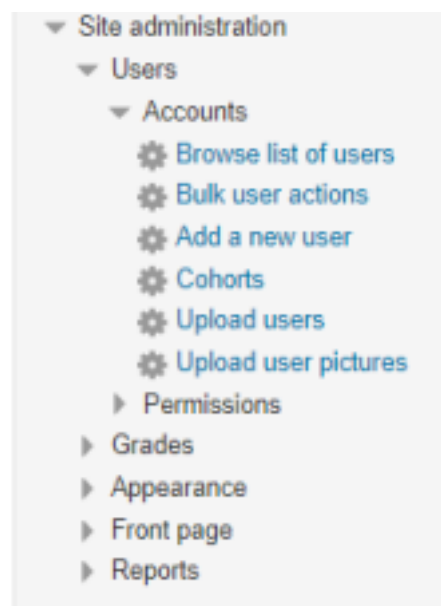 Site administration
Users
Accounts
Browse list of users
Bulk user actions
Add a new user
Cohorts
Upload users
Upload user pictures
Permissions
Grades
Appearance
Front page
Reports